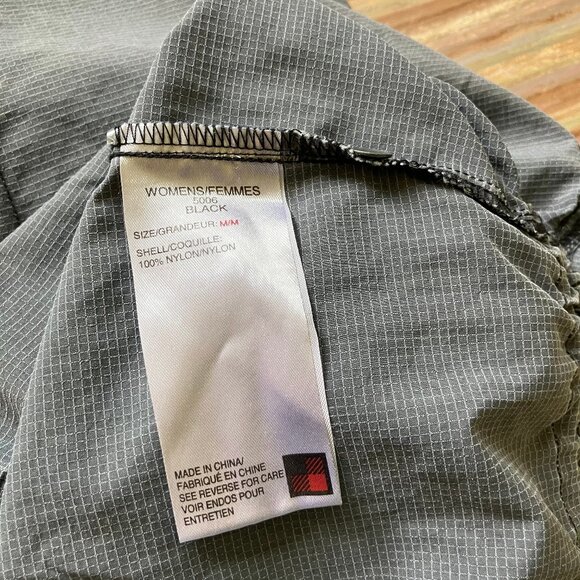 WOMENS/FEMMES
5006
BLACK
SIZE/GRANDEUR: M/M
SHELL/COQUILLE:
100% NYLON/NYLON
MADE IN CHINA/
FABRIQUÉ EN CHINE
SEE REVERSE FOR CARE
VOIR ENDOS POUR
ENTRETIEN